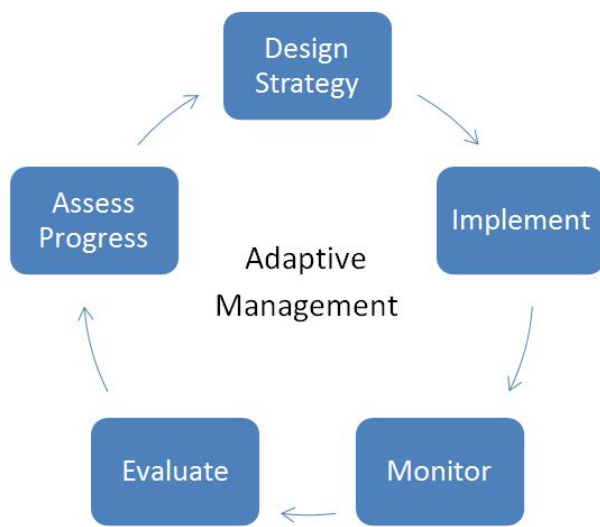 Design
Strategy
Implement
Monitor
Evaluate
Assess
Progress
Adaptive
Management